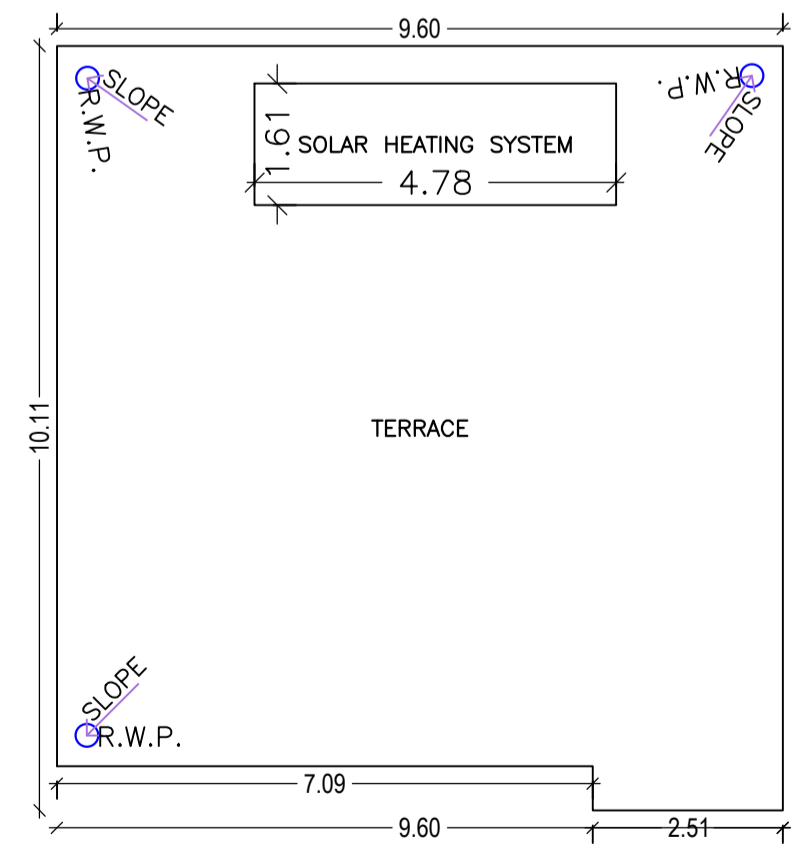 9.60
SLOPE
R.W.P.
R.W.P.
SLOPE
1.61
SOLAR HEATING SYSTEM
4.78
10.11
TERRACE
SLOPE
R.W.P.
7.09
9.60
2.51